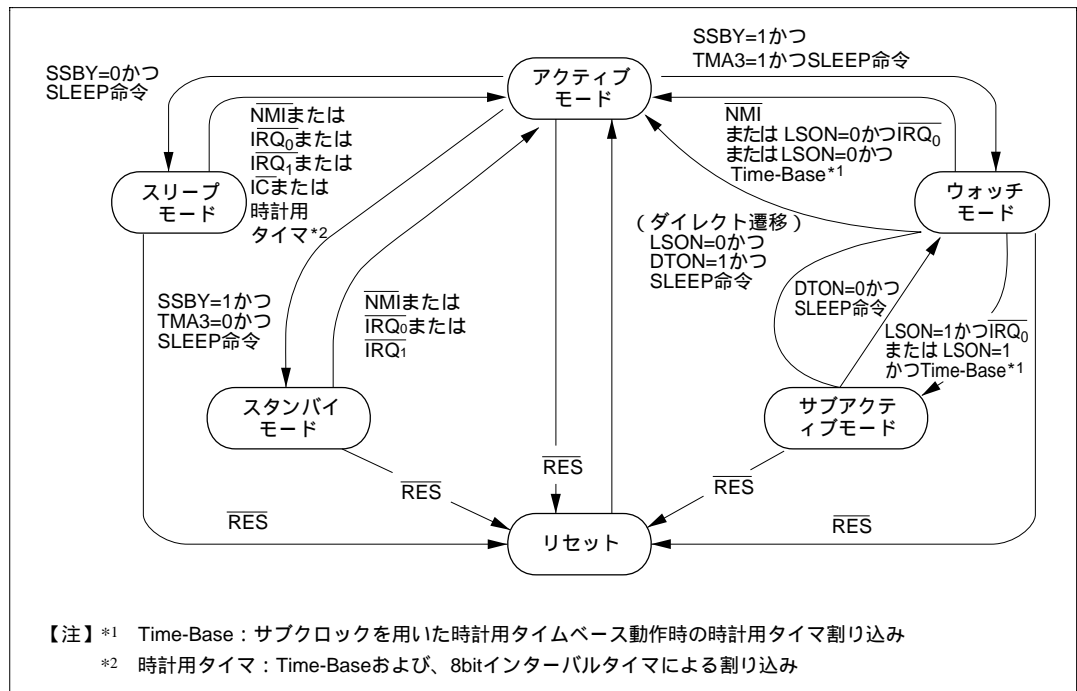 SSBY=1かつ
TMA3=1かつSLEEP命令
SSBY=0かつ
SLEEP命令
アクティブ
モード
NMIまたは
IRQ0または
IRQ1または
ICまたは
時計用
タイマ*2
NMI
または LSON=0かつIRQ0
または LSON=0かつ
Time-Base*1
スリープ
モード
ウォッチ
モード
(ダイレクト遷移)
LSON=0かつ
DTON=1かつ
SLEEP命令
DTON=0かつ
SLEEP命令
SSBY=1かつ
TMA3=0かつ
SLEEP命令
NMIまたは
IRQ0または
IRQ1
LSON=1かつIRQ0
または LSON=1
かつTime-Base*1
スタンバイ
モード
サブアクテ
ィブモード
RES
RES
RES
RES
RES
リセット
【注】*1 Time-Base:サブクロックを用いた時計用タイムベース動作時の時計用タイマ割り込み
*2 時計用タイマ:Time-Baseおよび、8bitインターバルタイマによる割り込み